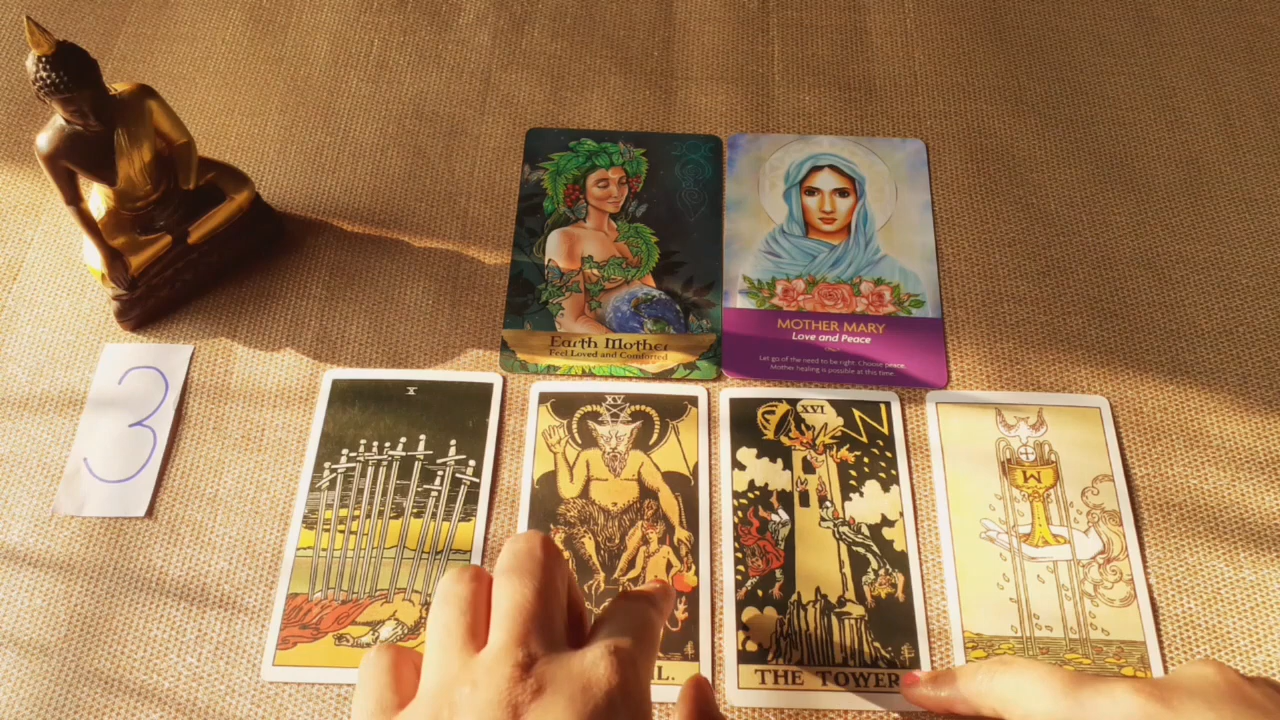 Earth Mother
Feel Loved and Comforted
MOTHER MARY
Love and Peace
Let go of the need to be right. Choose peace.
Mother healing is possible at this time.
3
X
XV
IL.
XVI
THE TOWER
W